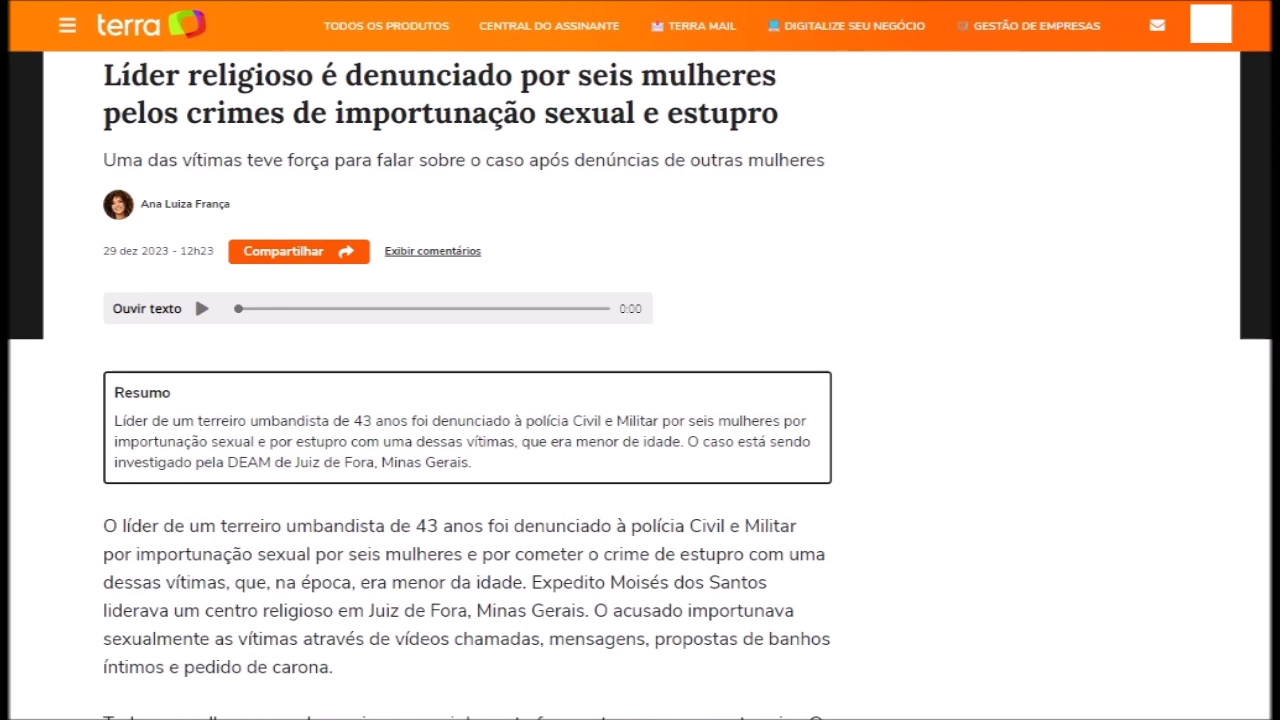 terra
TODOS OS PRODUTOS
CENTRAL DO ASSINANTE
TERRA MAIL
DIGITALIZE SEU NEGÓCIO
GESTÃO DE EMPRESAS
Líder religioso é denunciado por seis mulheres
pelos crimes de importunação sexual e estupro
Uma das vítimas teve força para falar sobre o caso após denúncias de outras mulheres
Ana Luiza França
29 dez 2023 - 12h23
Compartilhar
Exibir comentários
Ouvir texto
0:00
Resumo
Líder de um terreiro umbandista de 43 anos foi denunciado à polícia Civil e Militar por seis mulheres por
importunação sexual e por estupro com uma dessas vítimas, que era menor de idade. O caso está sendo
investigado pela DEAM de Juiz de Fora, Minas Gerais.
O líder de um terreiro umbandista de 43 anos foi denunciado à polícia Civil e Militar
por importunação sexual por seis mulheres e por cometer o crime de estupro com uma
dessas vítimas, que, na época, era menor da idade. Expedito Moisés dos Santos
liderava um centro religioso em Juiz de Fora, Minas Gerais. O acusado importunava
sexualmente as vítimas através de vídeos chamadas, mensagens, propostas de banhos
íntimos e pedido de carona.